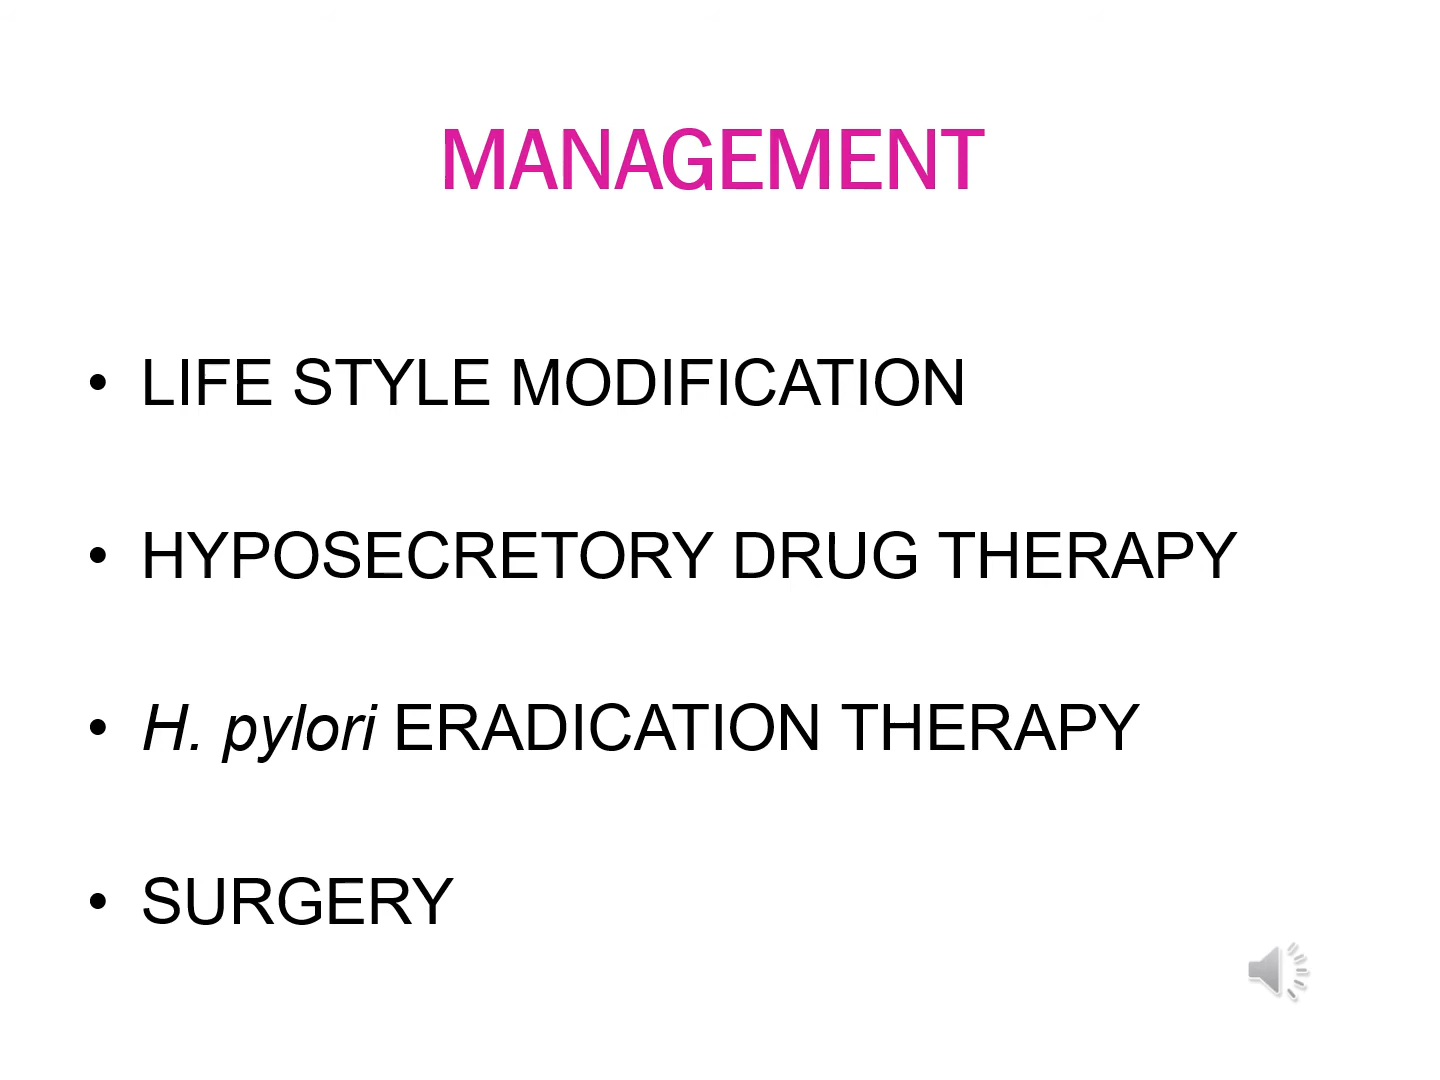 MANAGEMENT
• LIFE STYLE MODIFICATION
• HYPOSECRETORY DRUG THERAPY
• H. pylori ERADICATION THERAPY
• SURGERY